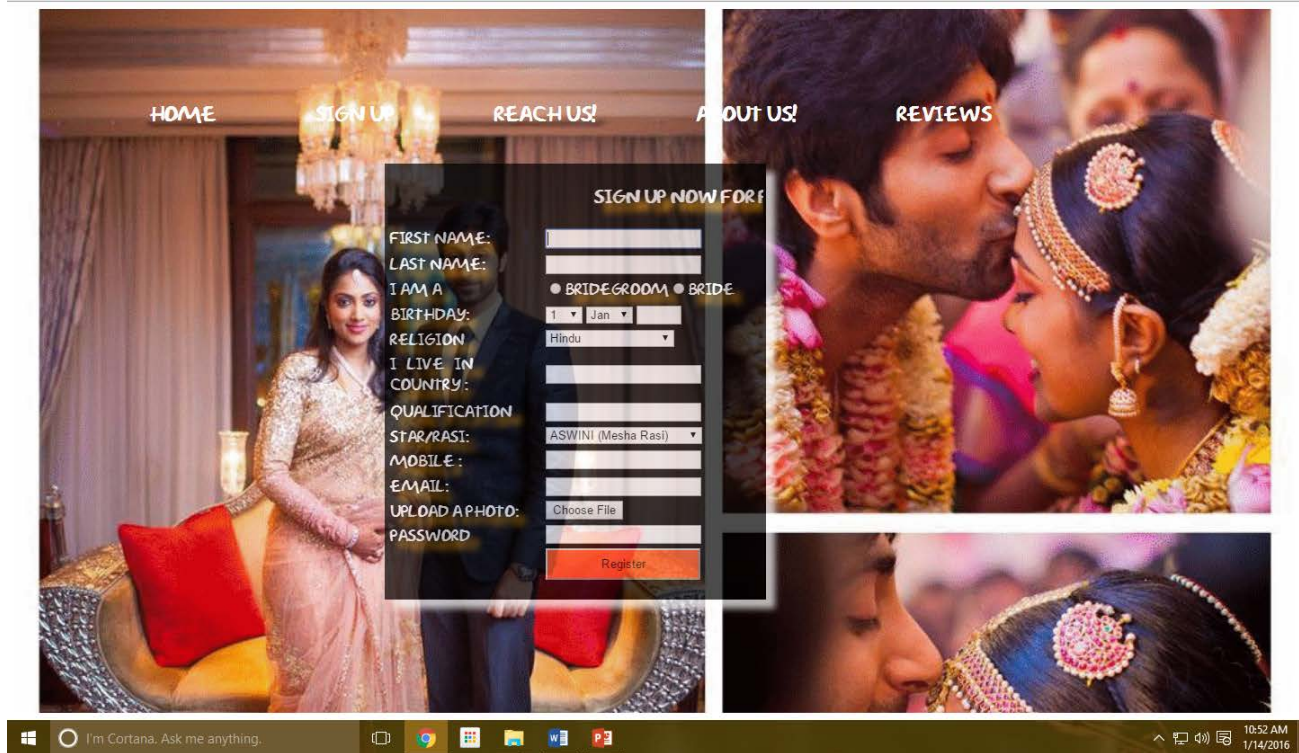 HOME SIGN UP REACH US! ABOUT US! REVIEWS
SIGN UP NOW FOR F
FIRST NAME:
LAST NAME:
I AM A BRIDEGROOM BRIDE
BIRTHDAY: 1 Jan
RELIGION Hindu
I LIVE IN
COUNTRY:
QUALIFICATION
STAR/RASI: ASWINI (Mesha Rasi)
MOBILE :
EMAIL:
UPLOAD A PHOTO: Choose File
PASSWORD
Register
I'm Cortana. Ask me anything.
10:52 AM
1/14/2016